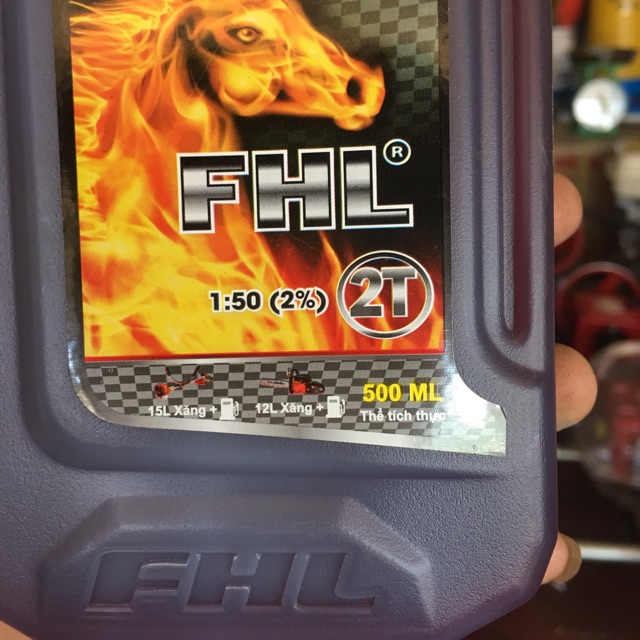 FHL®
1:50 (2%) 2T
15L Xăng + 12L Xăng + 500 ML
Thể tích thực
FHL